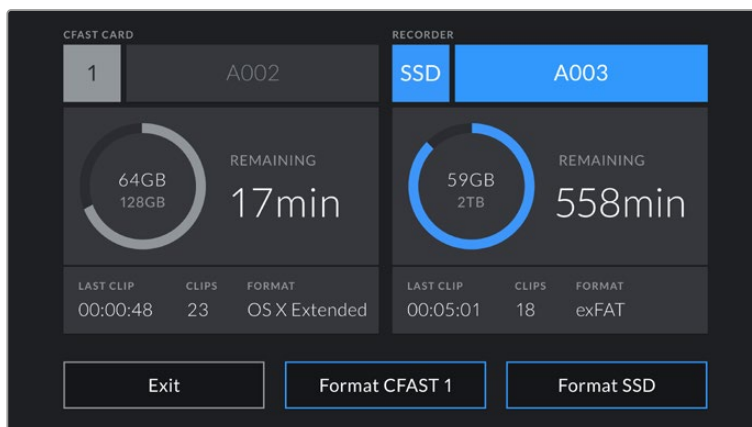 CFAST CARD
1
A002
64GB
128GB
REMAINING
17min
LAST CLIP CLIPS FORMAT
00:00:48 23 OS X Extended
RECORDER
SSD
A003
59GB
2TB
REMAINING
558min
LAST CLIP CLIPS FORMAT
00:05:01 18 exFAT
Exit
Format CFAST 1
Format SSD